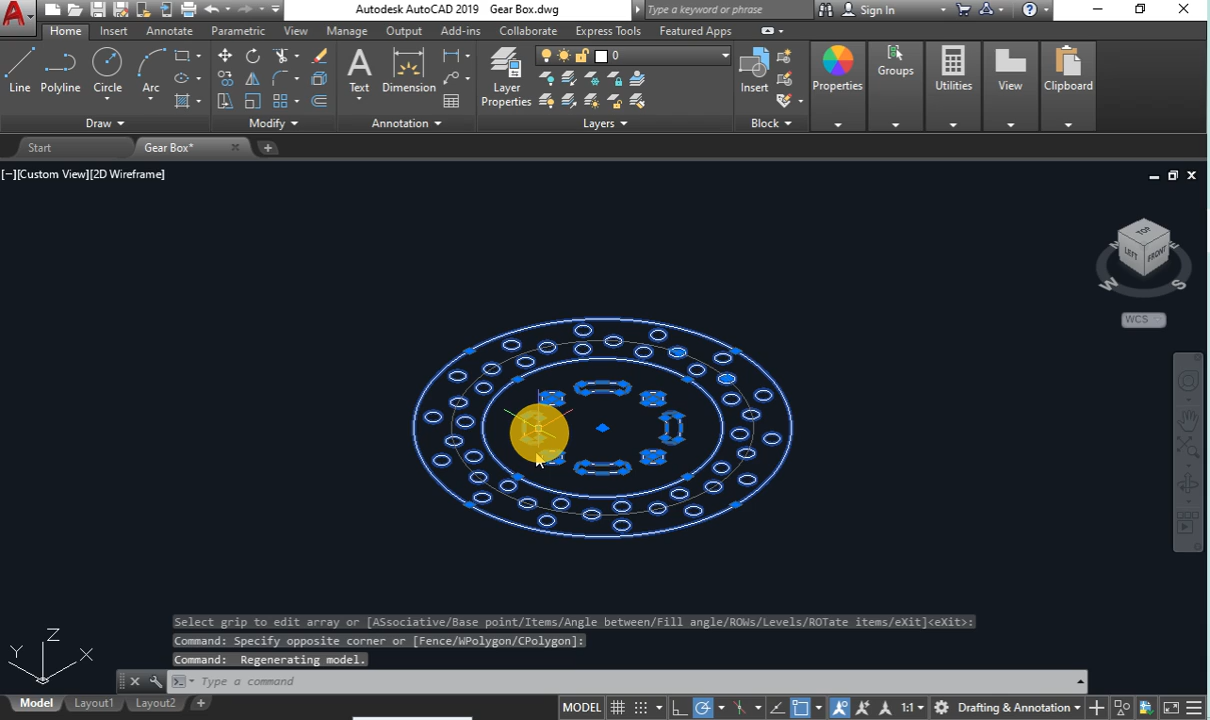 Autodesk AutoCAD 2019 Gear Box.dwg Type a keyword or phrase Sign In
Home Insert Annotate Parametric View Manage Output Add-ins Collaborate Express Tools Featured Apps
0
Line Polyline Circle Arc Text Dimension Layer Properties Insert Properties Groups Utilities View Clipboard
Draw Modify Annotation Layers Block
Start Gear Box*
[−][Custom View][2D Wireframe]
TOP
LEFT FRONT
W S
WCS
Select grip to edit array or [ASsociative/Base point/Items/Angle between/Fill angle/ROWs/Levels/ROTate items/eXit]<eXit>:
Command: Specify opposite corner or [Fence/WPolygon/CPolygon]:
Command: Regenerating model.
Z
Y X
Type a command
Model Layout1 Layout2 MODEL 1:1 Drafting & Annotation